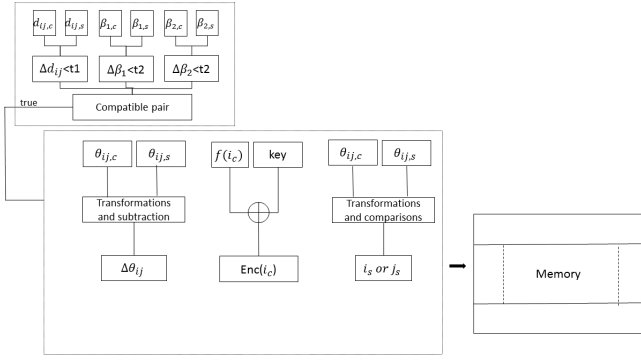 d_{ij,c} d_{ij,s} β_{1,c} β_{1,s} β_{2,c} β_{2,s}
Δd_{ij}<t1 Δβ_1<t2 Δβ_2<t2
true
Compatible pair
θ_{ij,c} θ_{ij,s} f(i_c) key θ_{ij,c} θ_{ij,s}
Transformations
and subtraction
Transformations
and comparisons
Δθ_{ij} Enc(i_c) i_s or j_s
Memory